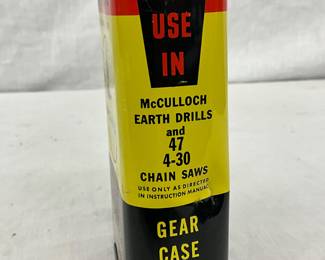 USE
IN
McCULLOCH
EARTH DRILLS
and
47
4-30
CHAIN SAWS
USE ONLY AS DIRECTED
IN INSTRUCTION MANUAL
GEAR
CASE